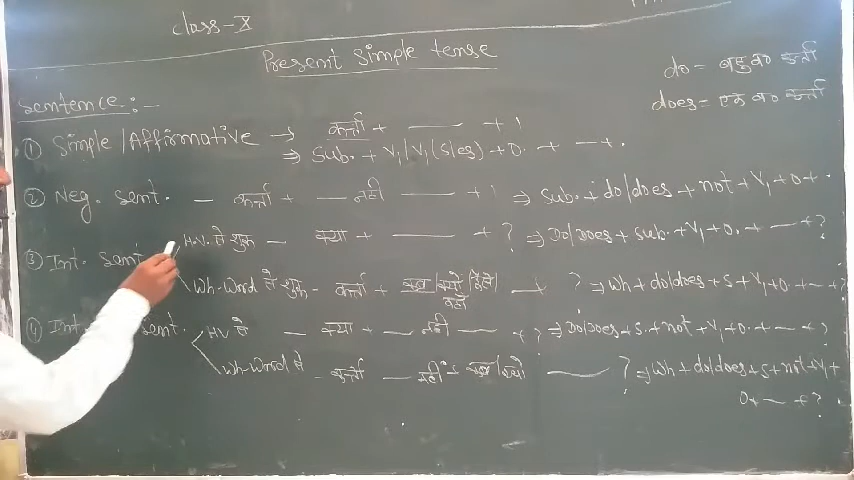 Class-X
Present Simple tense
do = बहु व० कर्त्ता
does = एक व० कर्त्ता
Sentence:-
① Simple/Affirmative → कर्त्ता + — + ।
⇒ Sub. + V₁/V₁(s/es) + O. + — + .
② Neg. sent. - कर्त्ता + — नहीं — + । ⇒ Sub. + do/does + not + V₁ + O + .
③ Int. sent H.V. से शुरू - क्या + — + ? ⇒ Do/Does + sub. + V₁ + O. + — + ?
Wh-Word से शुरू - कर्त्ता + कब/क्यों/कैसे/कहाँ — ? ⇒ Wh + do/does + S + V₁ + O. + — + ?
④ Int. sent. HV से - क्या + — नहीं — + ? ⇒ Do/Does + S. + not + V₁ + O. + — + ?
Wh-Word से - कर्त्ता — नहीं + कब/क्यों — ? ⇒ Wh + do/does + S + not + V₁ +
O + — + ?